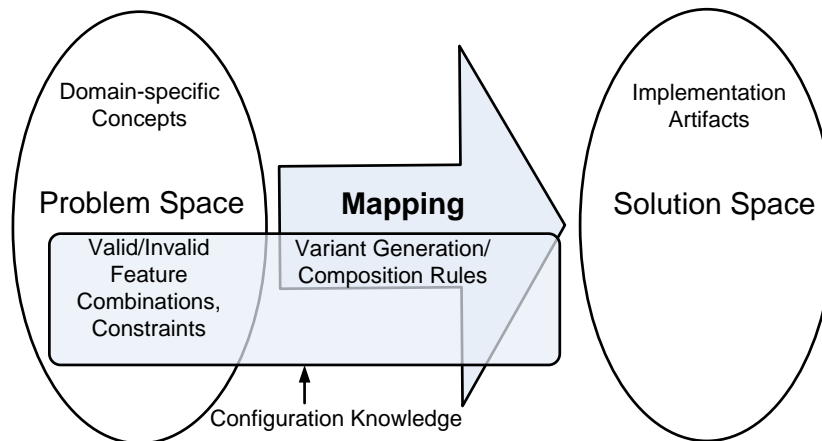 Domain-specific
Concepts
Problem Space
Valid/Invalid
Feature
Combinations,
Constraints
Mapping
Variant Generation/
Composition Rules
Configuration Knowledge
Implementation
Artifacts
Solution Space